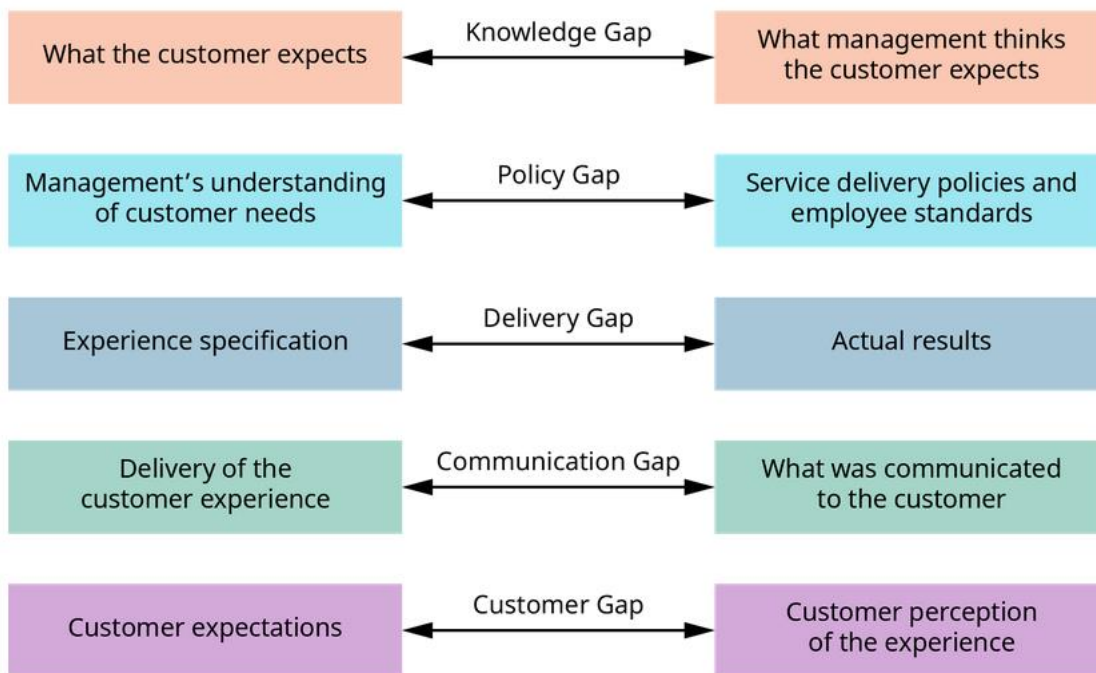 What the customer expects
Knowledge Gap
What management thinks
the customer expects
Management’s understanding
of customer needs
Policy Gap
Service delivery policies and
employee standards
Experience specification
Delivery Gap
Actual results
Delivery of the
customer experience
Communication Gap
What was communicated
to the customer
Customer expectations
Customer Gap
Customer perception
of the experience